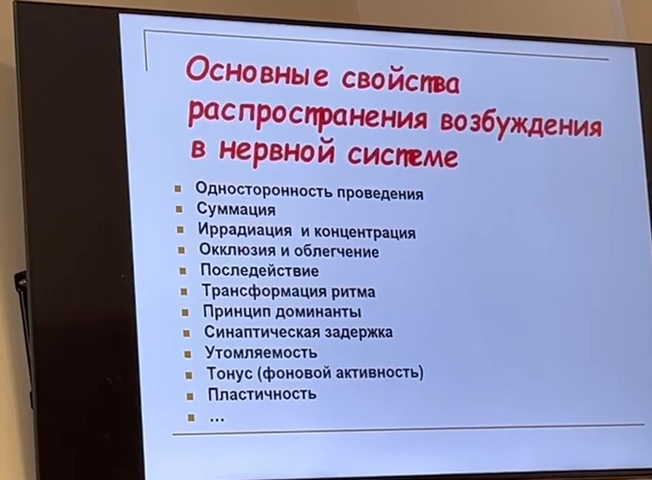 Основные свойства
распространения возбуждения
в нервной системе
Односторонность проведения
Суммация
Иррадиация и концентрация
Окклюзия и облегчение
Последействие
Трансформация ритма
Принцип доминанты
Синаптическая задержка
Утомляемость
Тонус (фоновой активность)
Пластичность
...